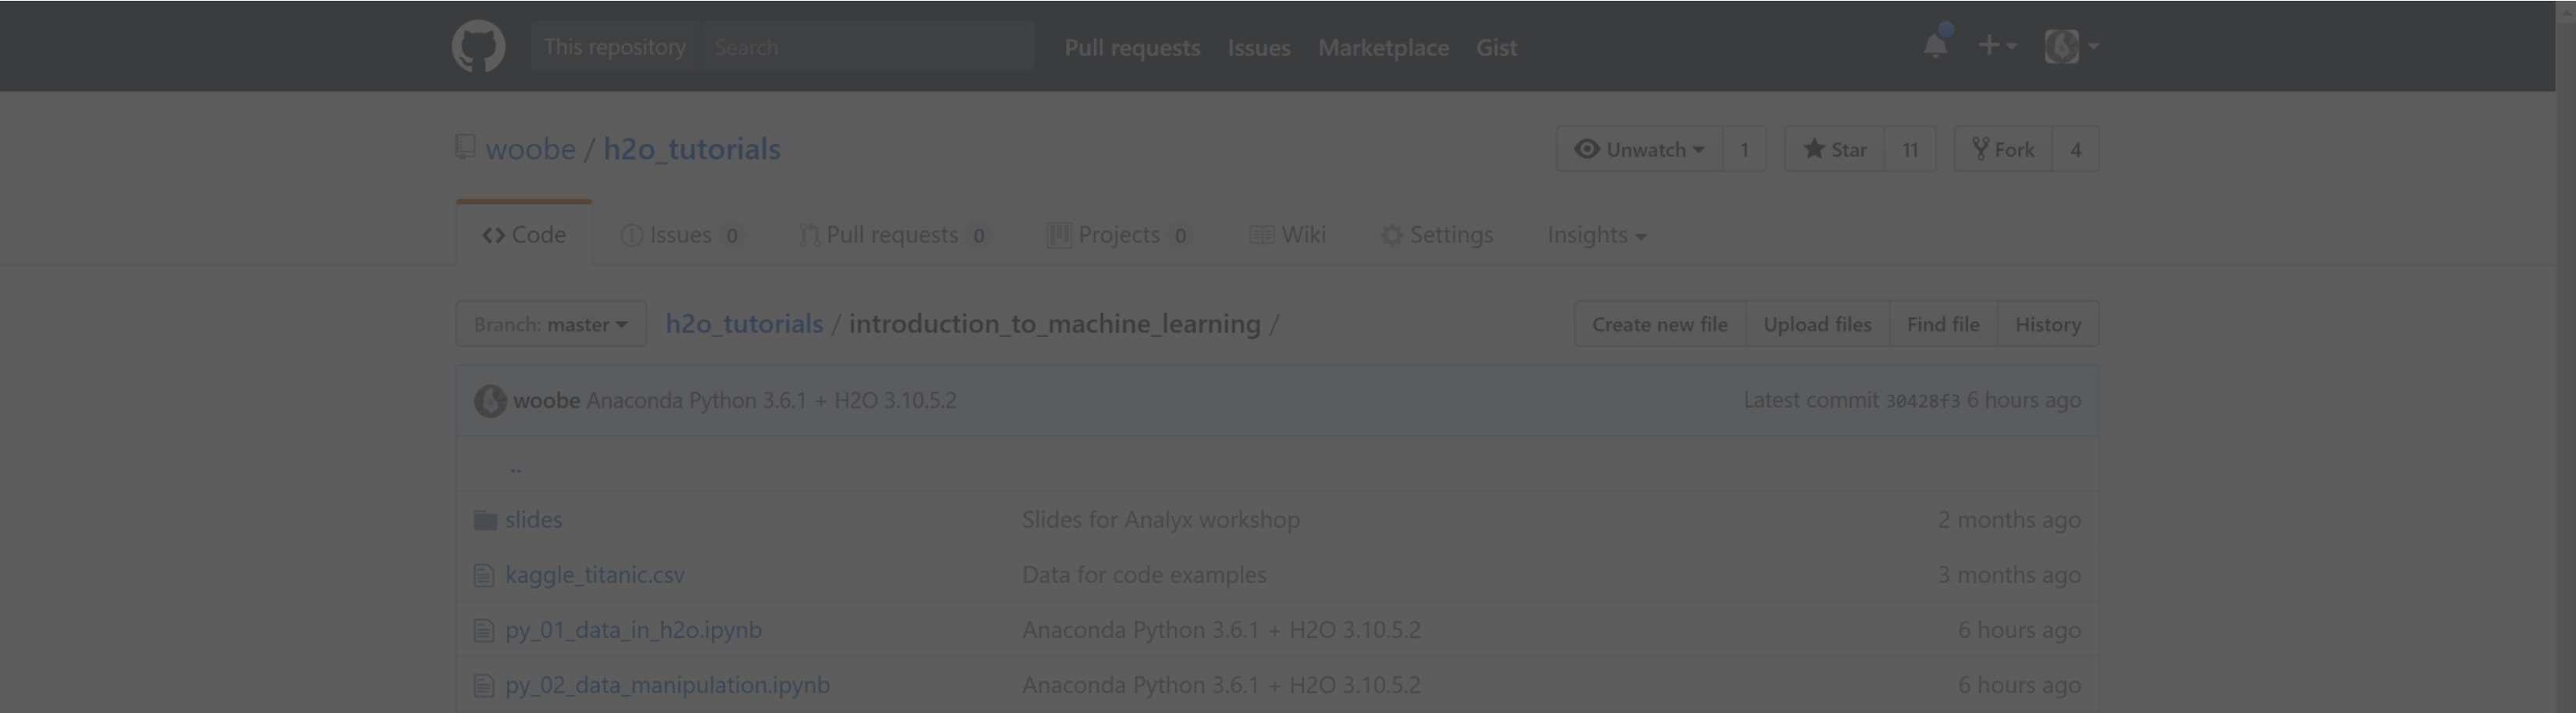 This repository Search Pull requests Issues Marketplace Gist
woobe / h2o_tutorials Unwatch 1 Star 11 Fork 4
Code Issues 0 Pull requests 0 Projects 0 Wiki Settings Insights
Branch: master h2o_tutorials / introduction_to_machine_learning / Create new file Upload files Find file History
woobe Anaconda Python 3.6.1 + H2O 3.10.5.2 Latest commit 30428f3 6 hours ago
..
slides Slides for Analyx workshop 2 months ago
kaggle_titanic.csv Data for code examples 3 months ago
py_01_data_in_h2o.ipynb Anaconda Python 3.6.1 + H2O 3.10.5.2 6 hours ago
py_02_data_manipulation.ipynb Anaconda Python 3.6.1 + H2O 3.10.5.2 6 hours ago